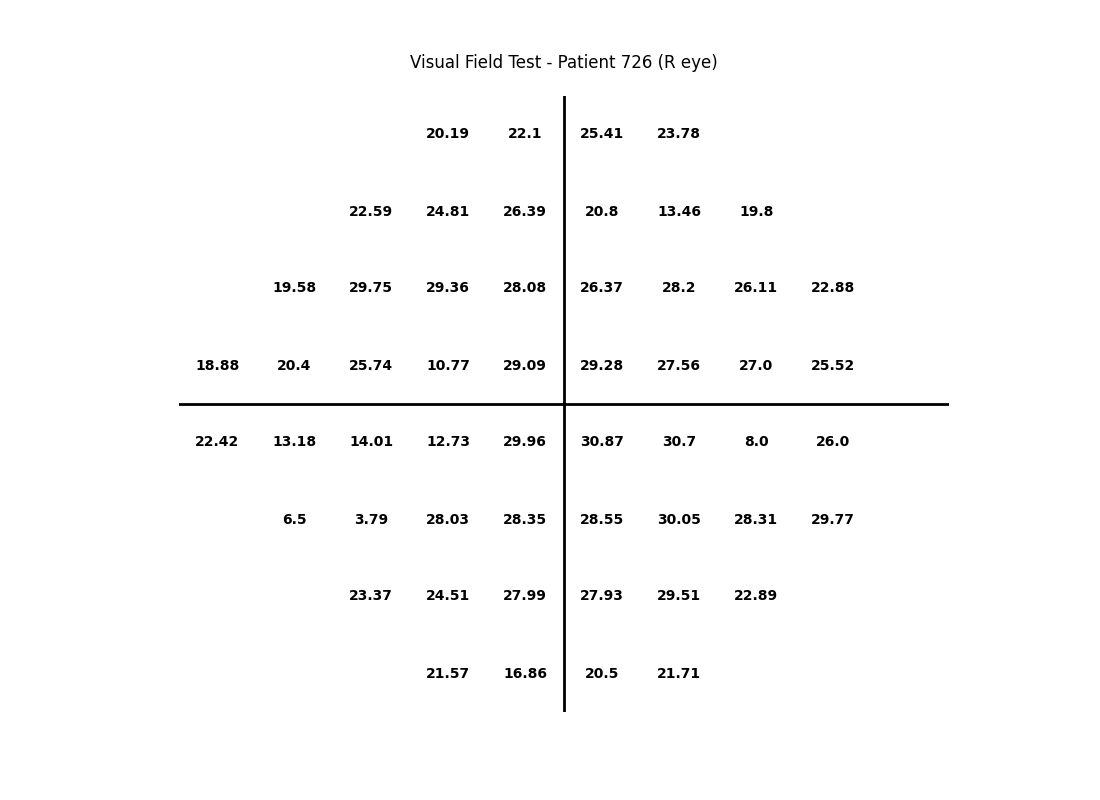 Visual Field Test - Patient 726 (R eye)
20.19 22.1 25.41 23.78
22.59 24.81 26.39 20.8 13.46 19.8
19.58 29.75 29.36 28.08 26.37 28.2 26.11 22.88
18.88 20.4 25.74 10.77 29.09 29.28 27.56 27.0 25.52
22.42 13.18 14.01 12.73 29.96 30.87 30.7 8.0 26.0
6.5 3.79 28.03 28.35 28.55 30.05 28.31 29.77
23.37 24.51 27.99 27.93 29.51 22.89
21.57 16.86 20.5 21.71